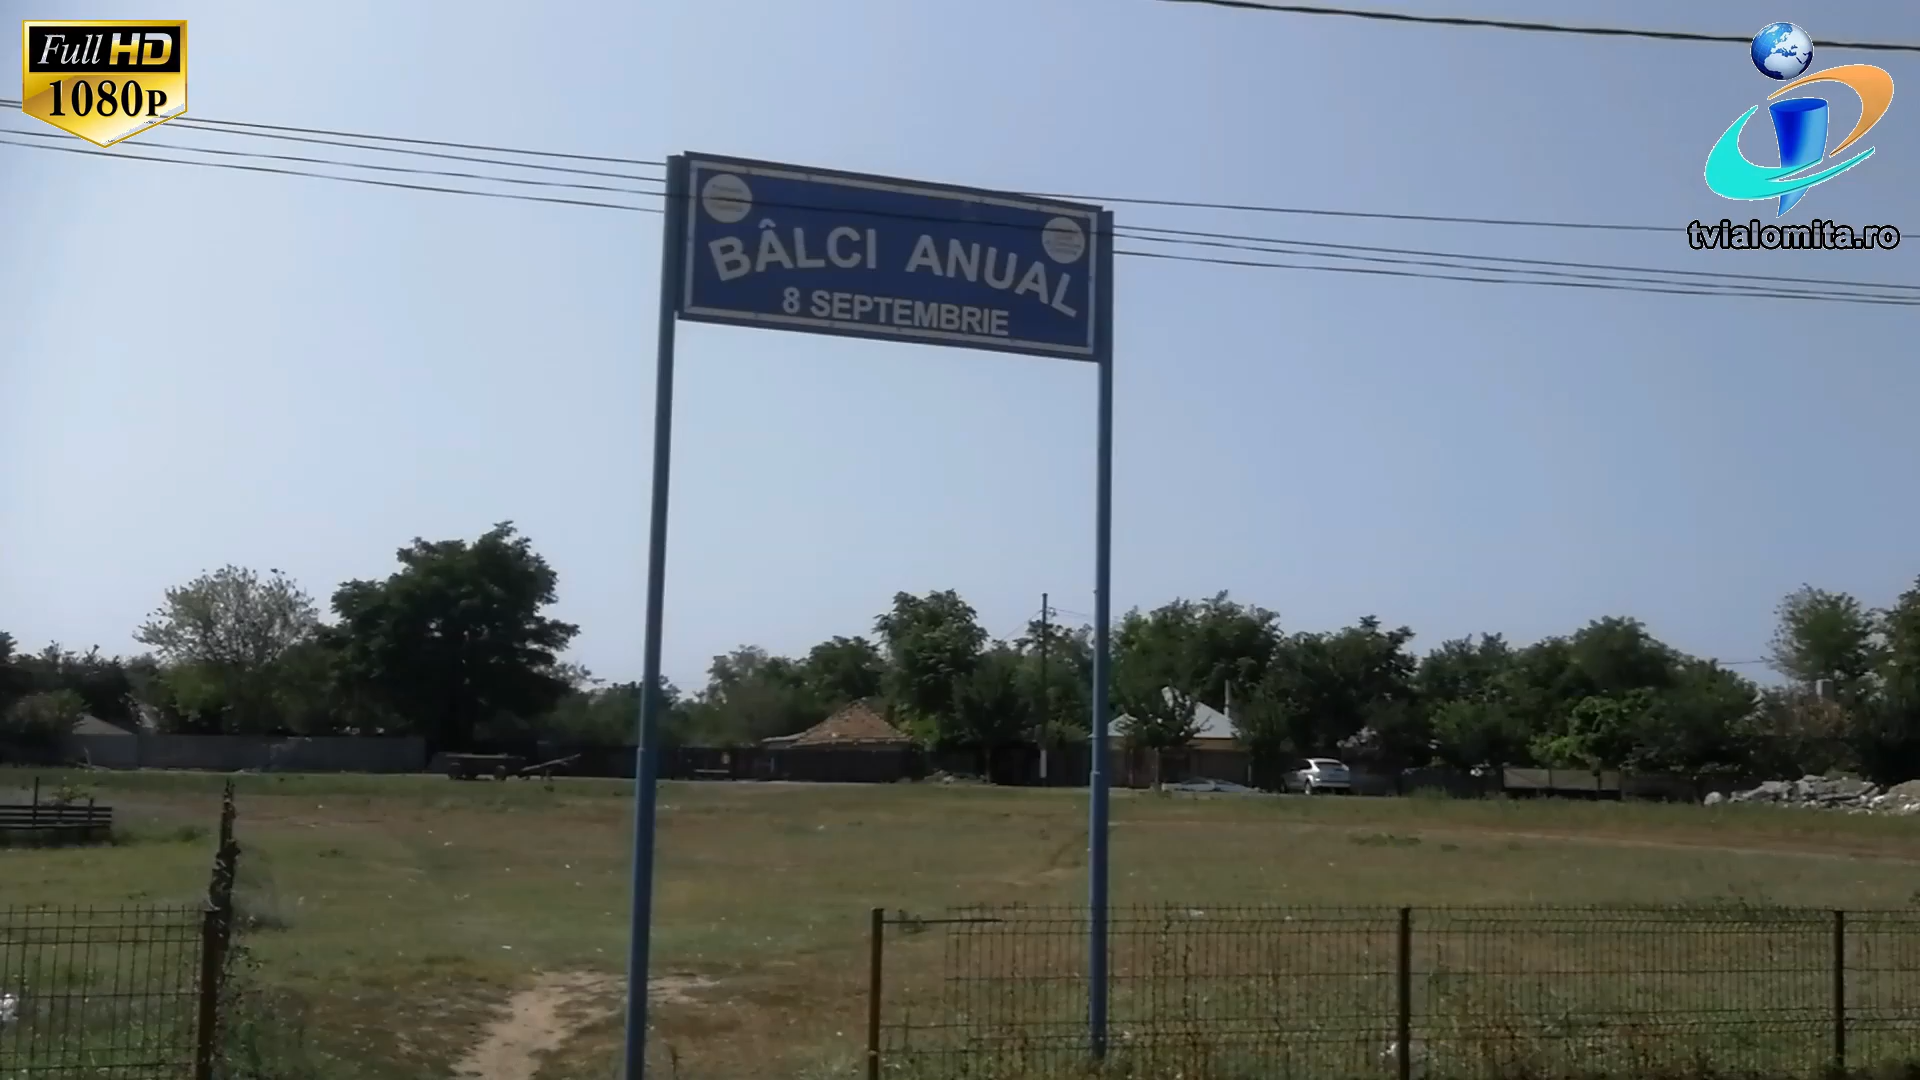 Full HD
1080P
tvialomita.ro
BÂLCI ANUAL
8 SEPTEMBRIE